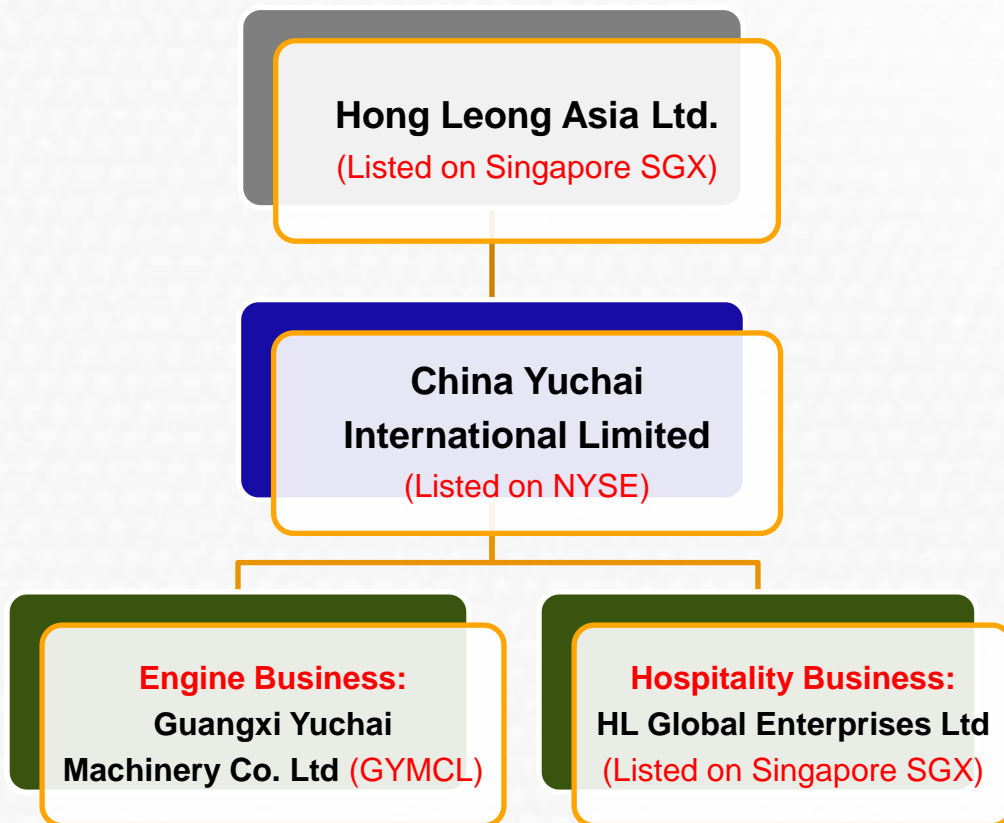 Hong Leong Asia Ltd.
(Listed on Singapore SGX)
China Yuchai
International Limited
(Listed on NYSE)
Engine Business:
Guangxi Yuchai
Machinery Co. Ltd (GYMCL)
Hospitality Business:
HL Global Enterprises Ltd
(Listed on Singapore SGX)